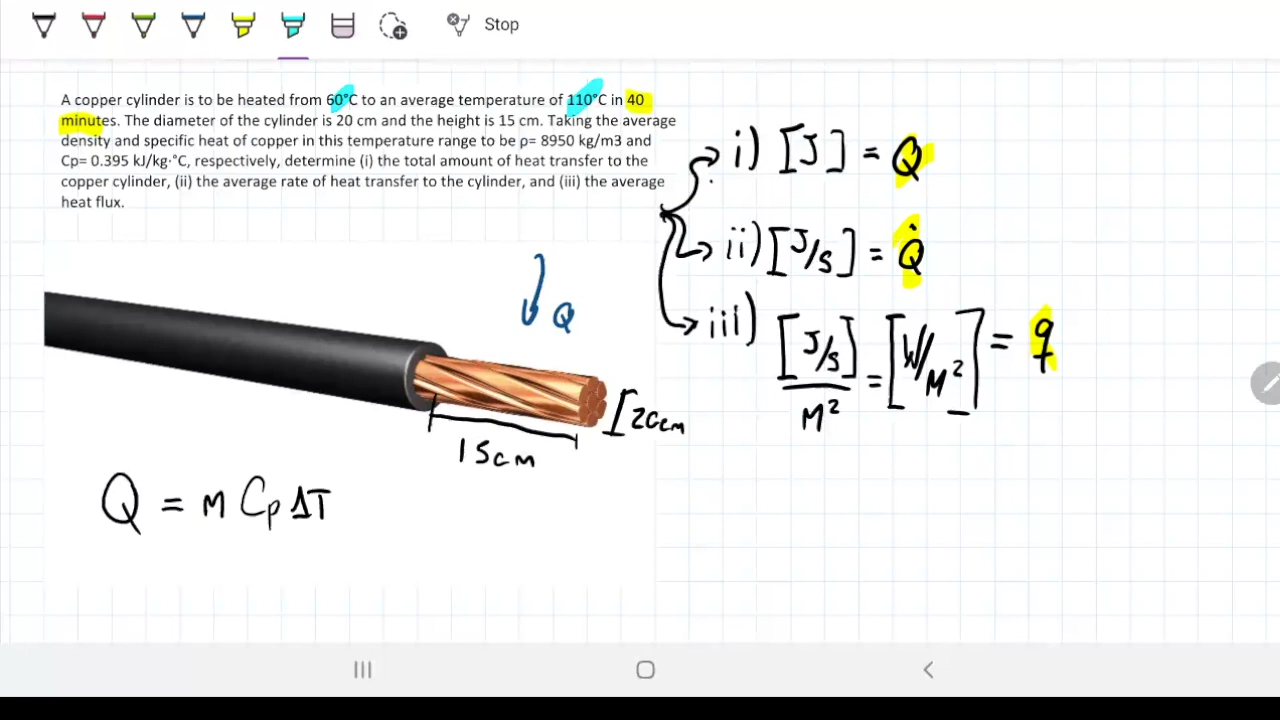 Stop
A copper cylinder is to be heated from 60°C to an average temperature of 110°C in 40
minutes. The diameter of the cylinder is 20 cm and the height is 15 cm. Taking the average
density and specific heat of copper in this temperature range to be ρ= 8950 kg/m3 and
Cp= 0.395 kJ/kg·°C, respectively, determine (i) the total amount of heat transfer to the
copper cylinder, (ii) the average rate of heat transfer to the cylinder, and (iii) the average
heat flux.
i) [J] = Q
ii) [J/s] = Q̇
iii) [J/s]/M² = [W/M²] = q
Q
20cm
15cm
Q = m Cp ΔT